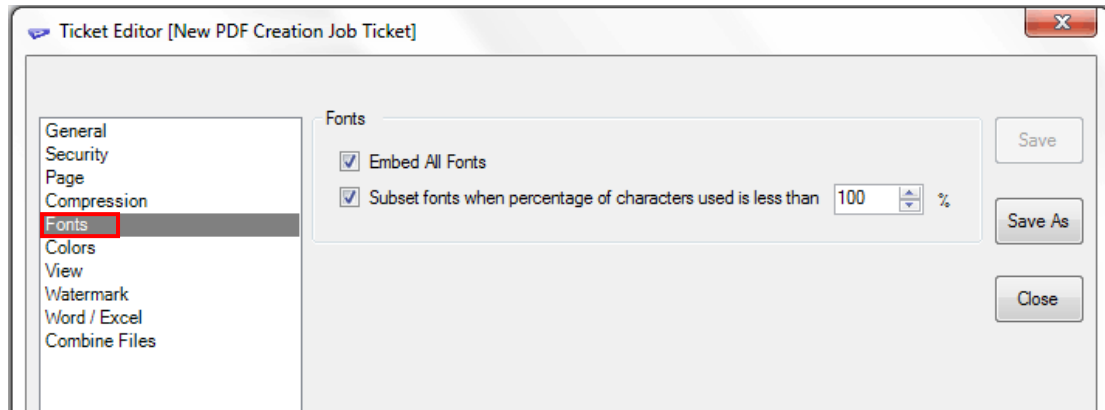 Ticket Editor [New PDF Creation Job Ticket]
General
Security
Page
Compression
Fonts
Colors
View
Watermark
Word / Excel
Combine Files
Fonts
Embed All Fonts
Subset fonts when percentage of characters used is less than 100 %
Save
Save As
Close